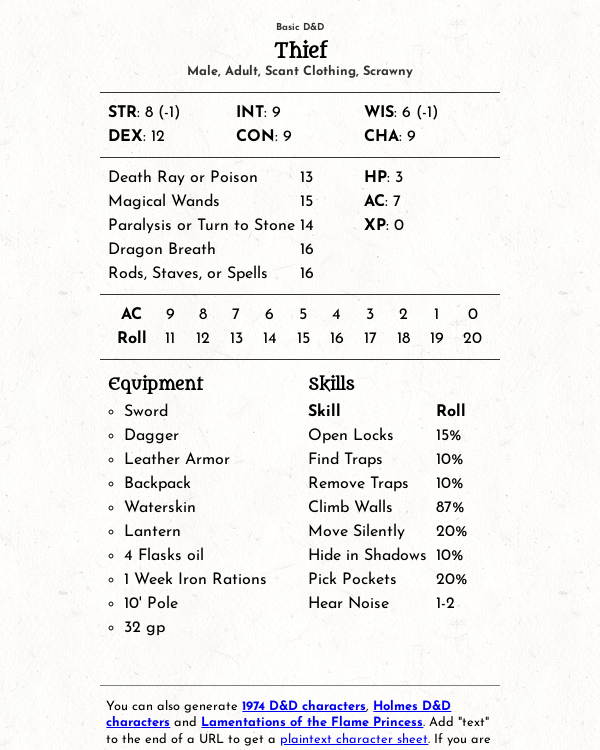 Basic D&D
Thief
Male, Adult, Scant Clothing, Scrawny
STR: 8 (-1) INT: 9 WIS: 6 (-1)
DEX: 12 CON: 9 CHA: 9
Death Ray or Poison 13 HP: 3
Magical Wands 15 AC: 7
Paralysis or Turn to Stone 14 XP: 0
Dragon Breath 16
Rods, Staves, or Spells 16
AC 9 8 7 6 5 4 3 2 1 0
Roll 11 12 13 14 15 16 17 18 19 20
Equipment
Sword
Dagger
Leather Armor
Backpack
Waterskin
Lantern
4 Flasks oil
1 Week Iron Rations
10' Pole
32 gp
Skills
Skill Roll
Open Locks 15%
Find Traps 10%
Remove Traps 10%
Climb Walls 87%
Move Silently 20%
Hide in Shadows 10%
Pick Pockets 20%
Hear Noise 1-2
You can also generate 1974 D&D characters, Holmes D&D
characters and Lamentations of the Flame Princess. Add "text"
to the end of a URL to get a plaintext character sheet. If you are